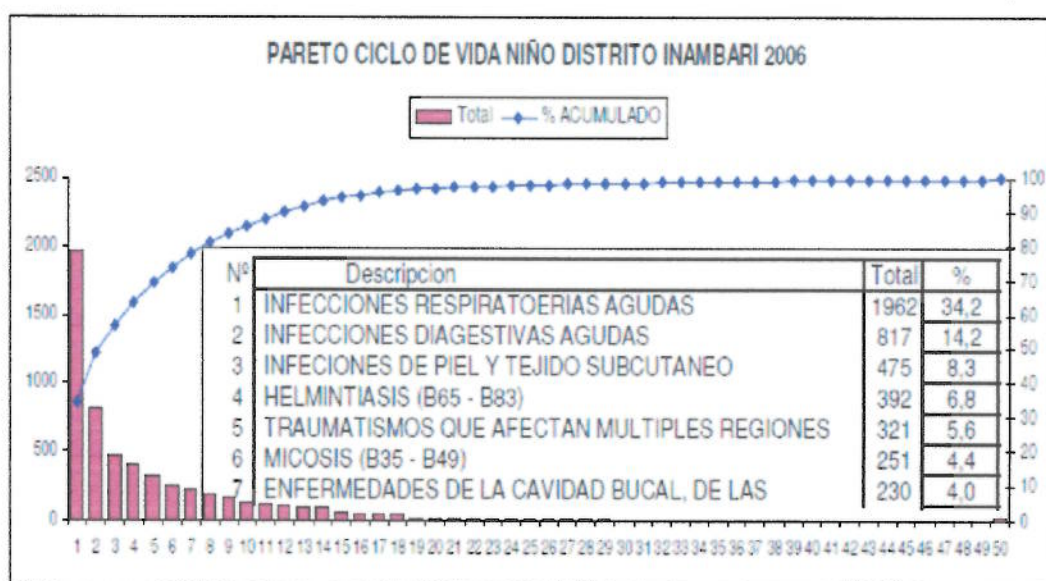 PARETO CICLO DE VIDA NIÑO DISTRITO INAMBARI 2006
Total % ACUMULADO
2500
2000
1500
1000
500
0
100
90
80
70
60
50
40
30
20
10
0
Nº Descripcion Total %
1 INFECCIONES RESPIRATOERIAS AGUDAS 1962 34,2
2 INFECCIONES DIAGESTIVAS AGUDAS 817 14,2
3 INFECIONES DE PIEL Y TEJIDO SUBCUTANEO 475 8,3
4 HELMINTIASIS (B65 - B83) 392 6,8
5 TRAUMATISMOS QUE AFECTAN MULTIPLES REGIONES 321 5,6
6 MICOSIS (B35 - B49) 251 4,4
7 ENFERMEDADES DE LA CAVIDAD BUCAL, DE LAS 230 4,0
1 2 3 4 5 6 7 8 9 10 11 12 13 14 15 16 17 18 19 20 21 22 23 24 25 26 27 28 29 30 31 32 33 34 35 36 37 38 39 40 41 42 43 44 45 46 47 48 49 50